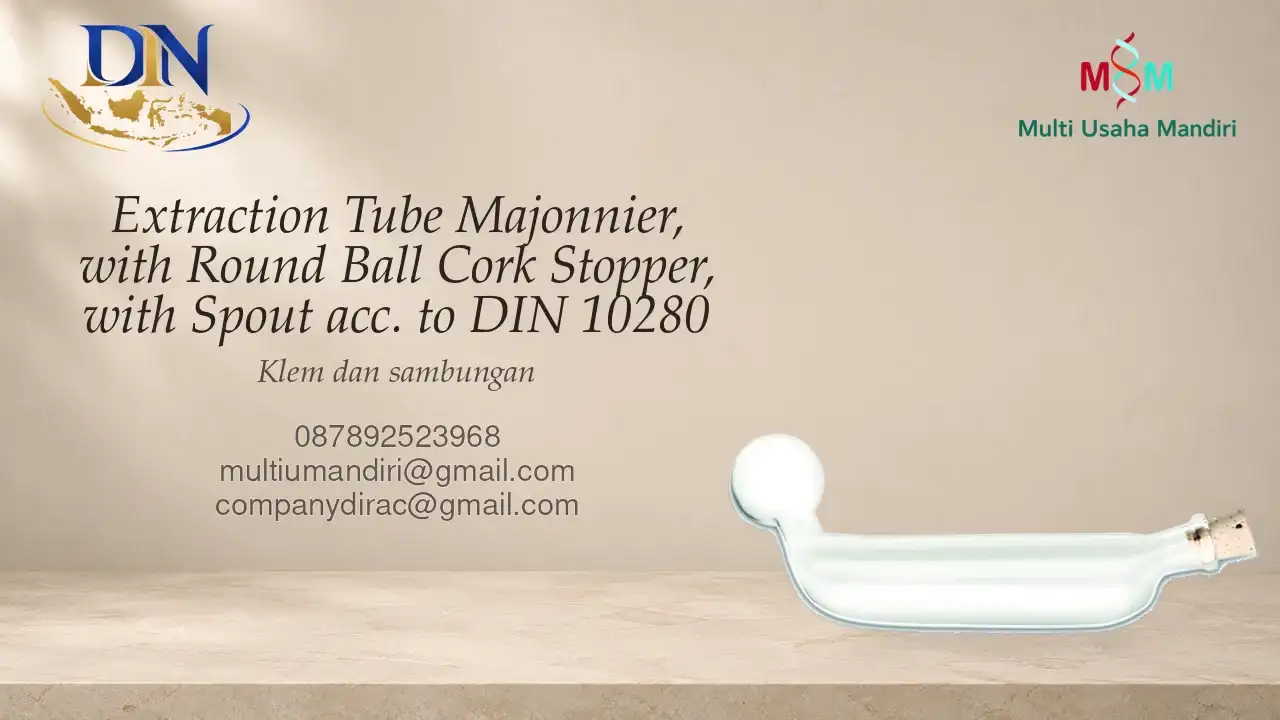 DIN
M M
Multi Usaha Mandiri
Extraction Tube Majonnier,
with Round Ball Cork Stopper,
with Spout acc. to DIN 10280
Klem dan sambungan
087892523968
multiumandiri@gmail.com
companydirac@gmail.com